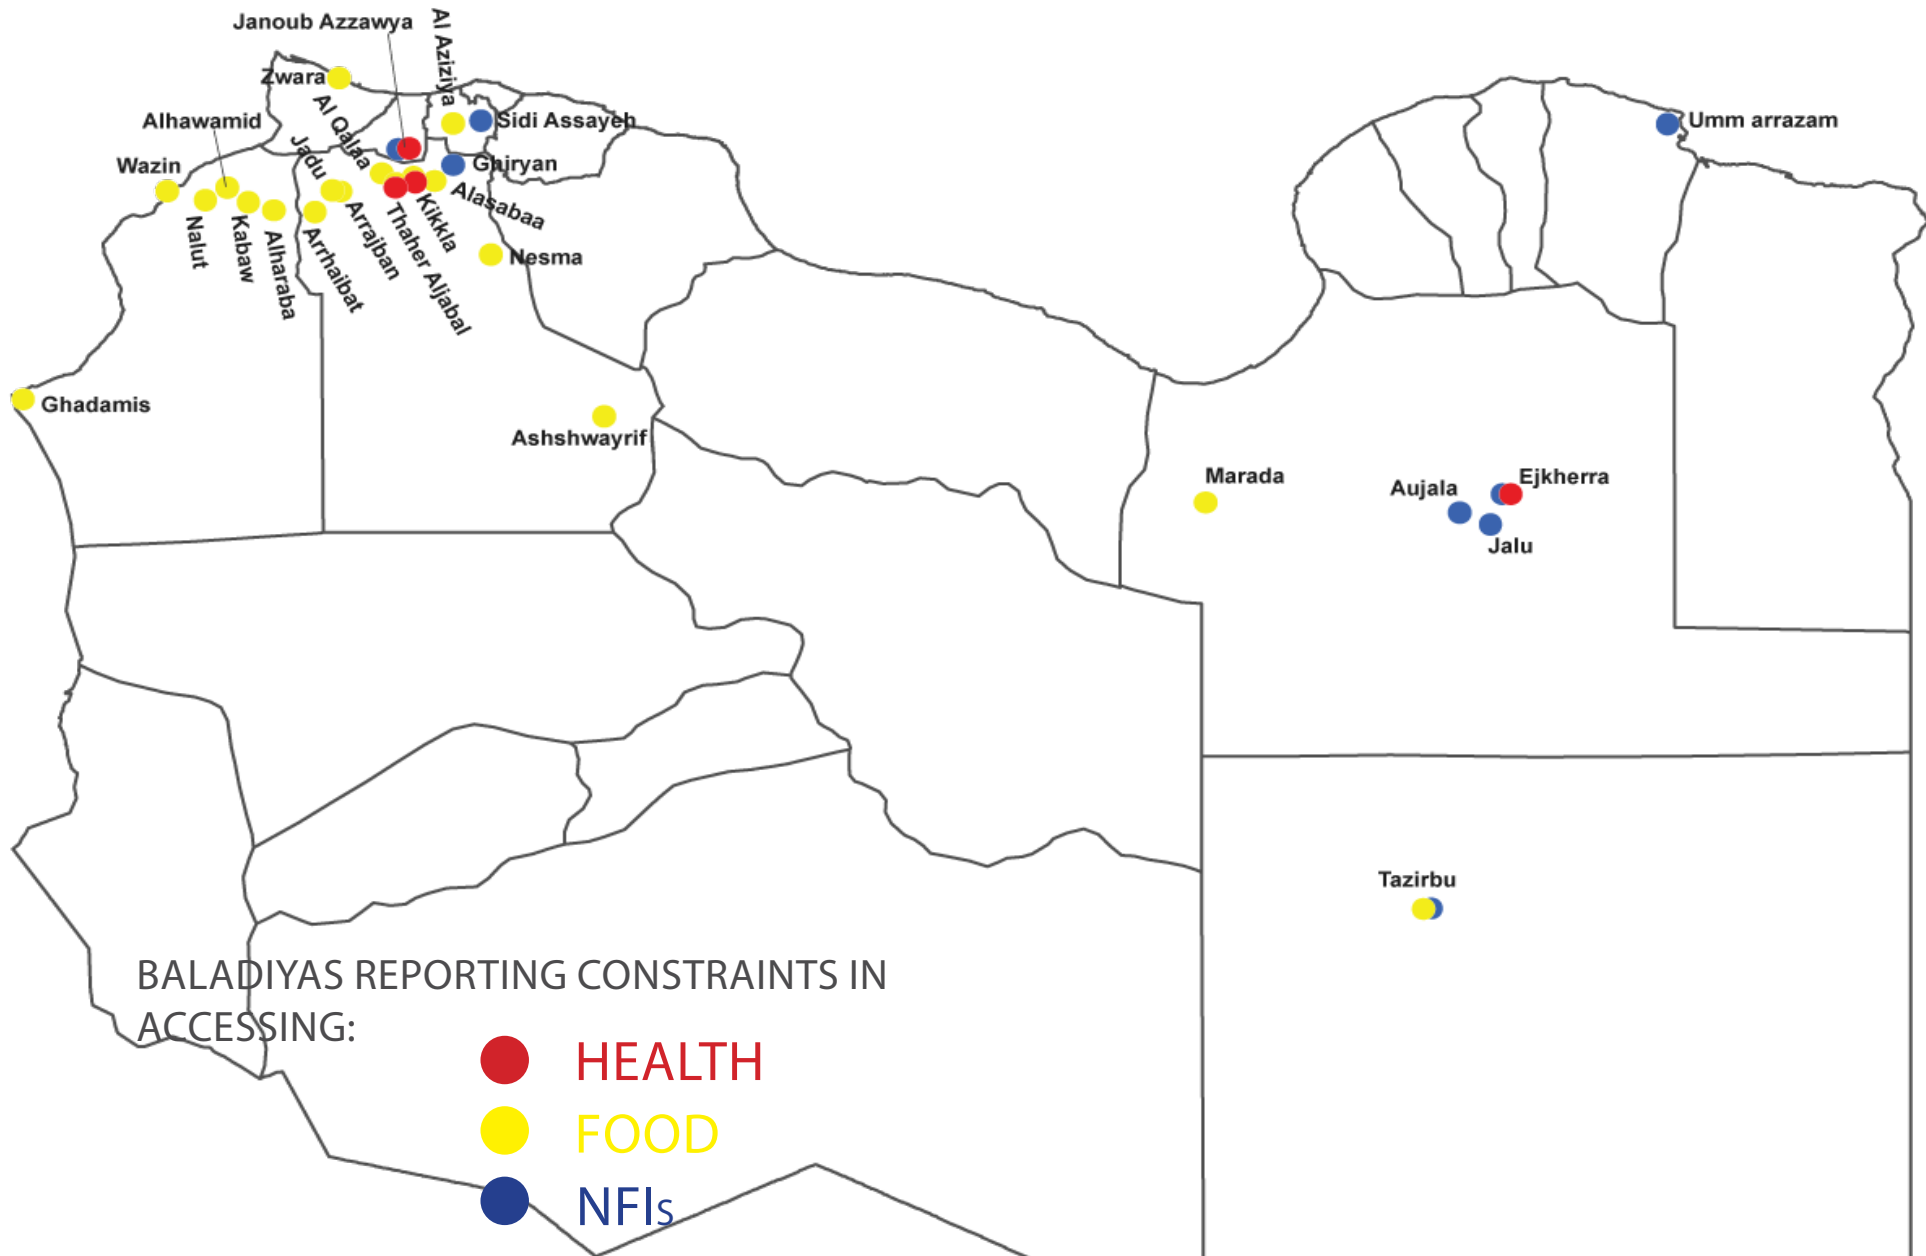 Janoub Azzawya
Al Aziziya
Zwara
Al Qalaa
Alhawamid
Sidi Assayeh
Umm arrazam
Jadu
Wazin
Ghiryan
Alasabaa
Kikkla
Thaher Aljabal
Arrajban
Arrhaibat
Alharaba
Kabaw
Nalut
Nesma
Ghadamis
Ashshwayrif
Marada
Ejkherra
Aujala
Jalu
Tazirbu
BALADIYAS REPORTING CONSTRAINTS IN
ACCESSING:
HEALTH
FOOD
NFIs